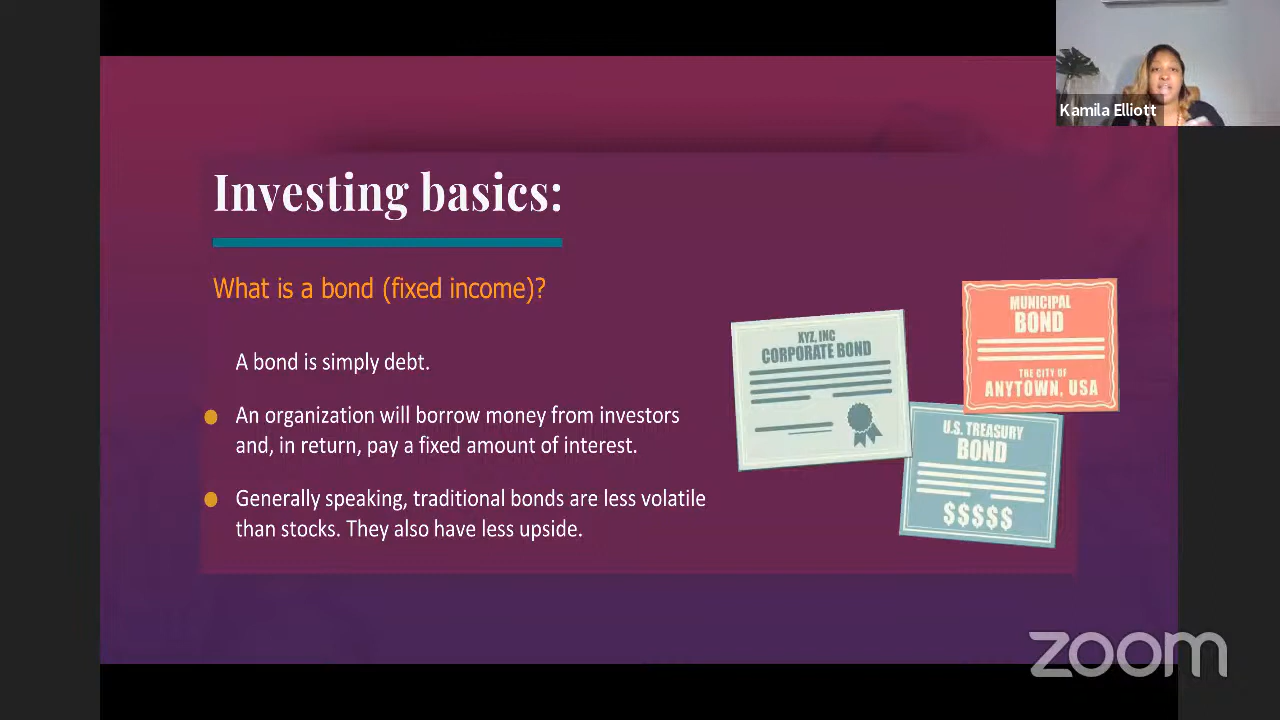 Kamila Elliott
Investing basics:
What is a bond (fixed income)?
A bond is simply debt.
An organization will borrow money from investors
and, in return, pay a fixed amount of interest.
Generally speaking, traditional bonds are less volatile
than stocks. They also have less upside.
XYZ, INC
CORPORATE BOND
MUNICIPAL
BOND
THE CITY OF
ANYTOWN, USA
U.S. TREASURY
BOND
$$$$$
zoom